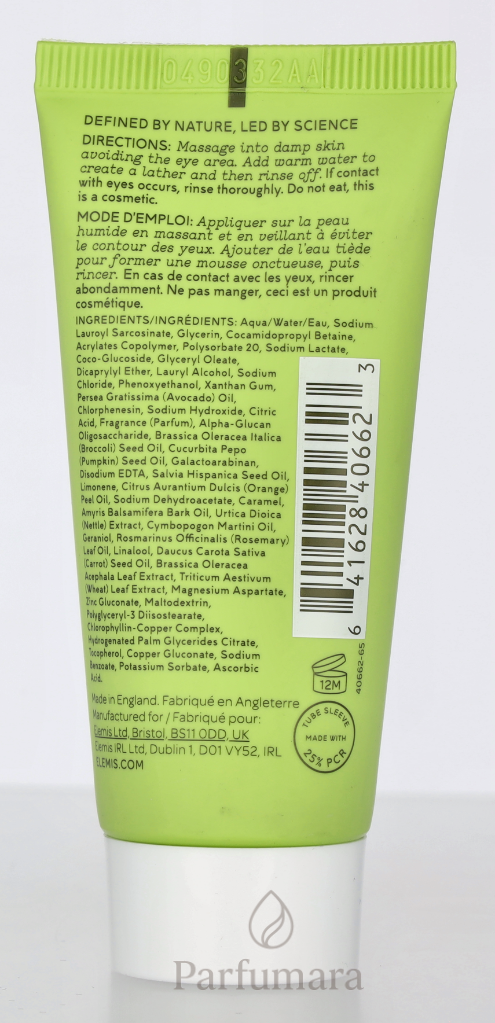 0490332AA
DEFINED BY NATURE, LED BY SCIENCE
DIRECTIONS: Massage into damp skin
avoiding the eye area. Add warm water to
create a lather and then rinse off. If contact
with eyes occurs, rinse thoroughly. Do not eat, this
is a cosmetic.
MODE D'EMPLOI: Appliquer sur la peau
humide en massant et en veillant à éviter
le contour des yeux. Ajouter de l'eau tiède
pour former une mousse onctueuse, puis
rincer. En cas de contact avec les yeux, rincer
abondamment. Ne pas manger, ceci est un produit
cosmétique.
INGREDIENTS/INGRÉDIENTS: Aqua/Water/Eau, Sodium
Lauroyl Sarcosinate, Glycerin, Cocamidopropyl Betaine,
Acrylates Copolymer, Polysorbate 20, Sodium Lactate,
Coco-Glucoside, Glyceryl Oleate,
Dicaprylyl Ether, Lauryl Alcohol, Sodium
Chloride, Phenoxyethanol, Xanthan Gum,
Persea Gratissima (Avocado) Oil,
Chlorphenesin, Sodium Hydroxide, Citric
Acid, Fragrance (Parfum), Alpha-Glucan
Oligosaccharide, Brassica Oleracea Italica
(Broccoli) Seed Oil, Cucurbita Pepo
(Pumpkin) Seed Oil, Galactoarabinan,
Disodium EDTA, Salvia Hispanica Seed Oil,
Limonene, Citrus Aurantium Dulcis (Orange)
Peel Oil, Sodium Dehydroacetate, Caramel,
Amyris Balsamifera Bark Oil, Urtica Dioica
(Nettle) Extract, Cymbopogon Martini Oil,
Geraniol, Rosmarinus Officinalis (Rosemary)
Leaf Oil, Linalool, Daucus Carota Sativa
(Carrot) Seed Oil, Brassica Oleracea
Acephala Leaf Extract, Triticum Aestivum
(Wheat) Leaf Extract, Magnesium Aspartate,
Zinc Gluconate, Maltodextrin,
Polyglyceryl-3 Diisostearate,
Chlorophyllin-Copper Complex,
Hydrogenated Palm Glycerides Citrate,
Tocopherol, Copper Gluconate, Sodium
Benzoate, Potassium Sorbate, Ascorbic
Acid.
6 41628 40662 3
40662-65
12M
Made in England. Fabriqué en Angleterre
Manufactured for / Fabriqué pour:
Elemis Ltd, Bristol, BS11 0DD, UK
Elemis IRL Ltd, Dublin 1, D01 VY52, IRL
ELEMIS.COM
TUBE SLEEVE
MADE WITH
25% PCR
Parfumara